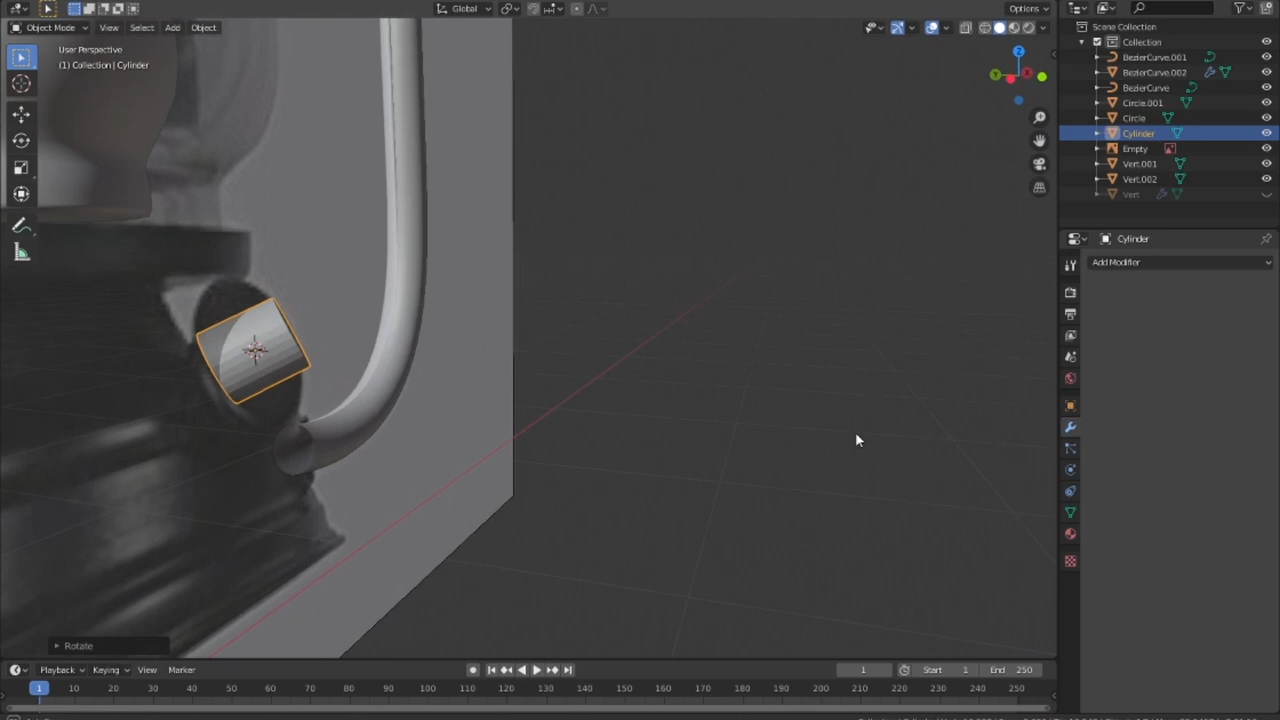 Global
Options
Object Mode
View
Select
Add
Object
User Perspective
(1) Collection | Cylinder
Z
Y
X
Rotate
Scene Collection
Collection
BezierCurve.001
BezierCurve.002
BezierCurve
Circle.001
Circle
Cylinder
Empty
Vert.001
Vert.002
Vert
Cylinder
Add Modifier
Playback
Keying
View
Marker
1
Start 1
End 250
1 10 20 30 40 50 60 70 80 90 100 110 120 130 140 150 160 170 180 190 200 210 220 230 240 250